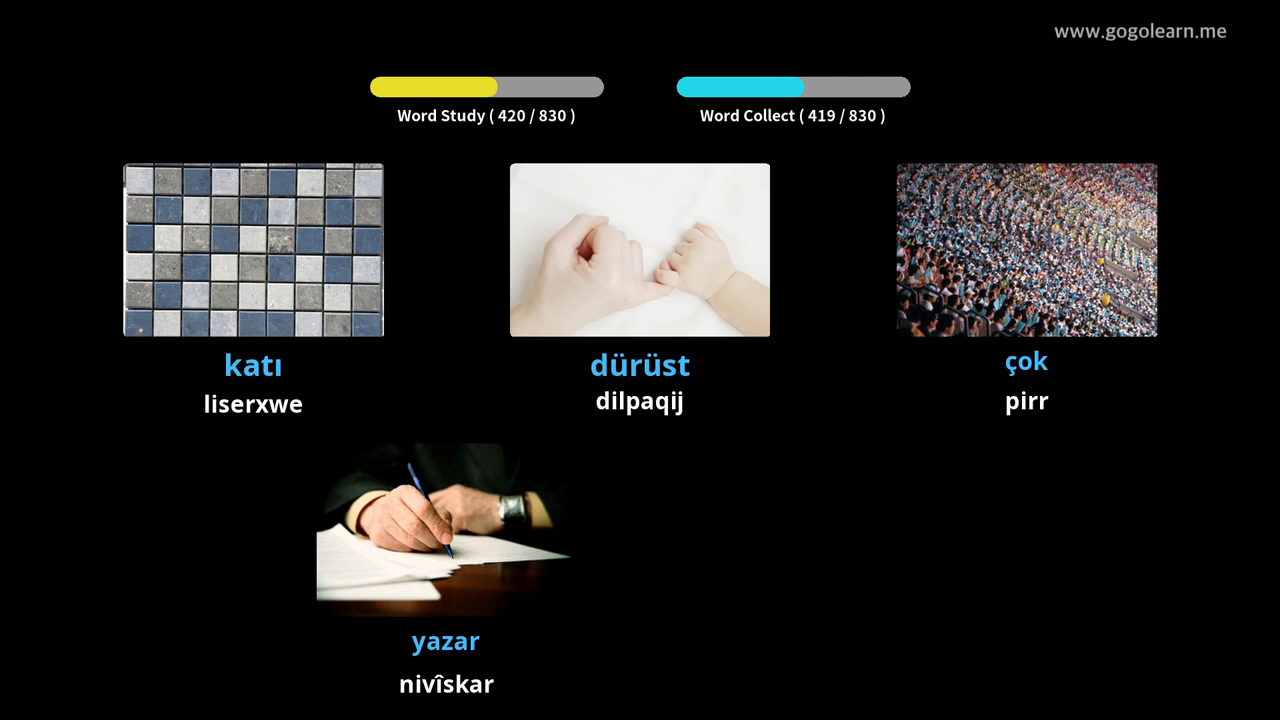 www.gogolearn.me
Word Study ( 420 / 830 )
Word Collect ( 419 / 830 )
katı
liserxwe
dürüst
dilpaqij
çok
pirr
yazar
nivîskar